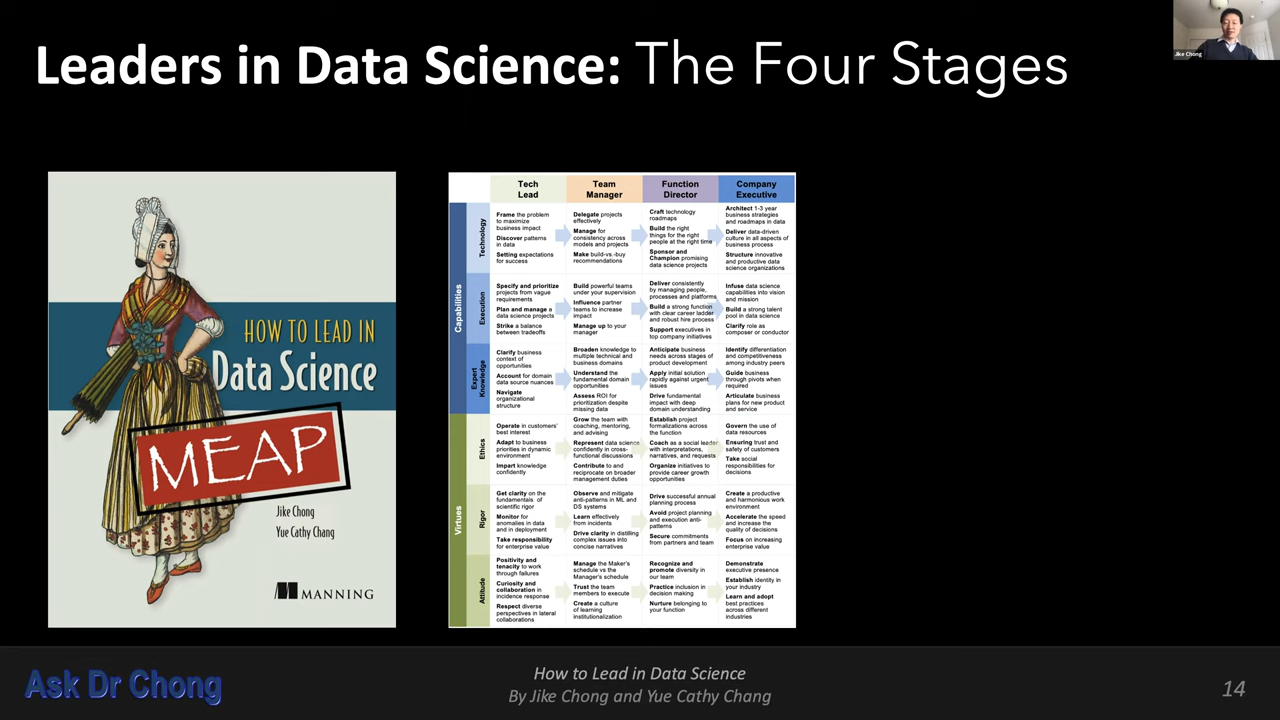 Leaders in Data Science: The Four Stages
Jike Chong
HOW TO LEAD IN
Data Science
MEAP
Jike Chong
Yue Cathy Chang
MANNING
Tech
Lead
Team
Manager
Function
Director
Company
Executive
Capabilities
Technology
Frame the problem
to maximize
business impact
Discover patterns
in data
Setting expectations
for success
Delegate projects
effectively
Manage for
consistency across
models and projects
Make build-vs.-buy
recommendations
Craft technology
roadmaps
Build the right
things for the right
people at the right time
Sponsor and
Champion promising
data science projects
Architect 1-3 year
business strategies
and roadmaps in data
Deliver data-driven
culture in all aspects of
business process
Structure innovative
and productive data
science organizations
Execution
Specify and prioritize
projects from vague
requirements
Plan and manage a
data science projects
Strike a balance
between tradeoffs
Build powerful teams
under your supervision
Influence partner
teams to increase
impact
Manage up to your
manager
Deliver consistently
by managing people,
processes and platforms
Build a strong function
with clear career ladder
and robust hire process
Support executives in
top company initiatives
Infuse data science
capabilities into vision
and mission
Build a strong talent
pool in data science
Clarify role as
composer or conductor
Expert
Knowledge
Clarify business
context of
opportunities
Account for domain
data source nuances
Navigate
organizational
structure
Broaden knowledge to
multiple technical and
business domains
Understand the
fundamental domain
opportunities
Assess ROI for
prioritization despite
missing data
Anticipate business
needs across stages of
product development
Apply initial solution
rapidly against urgent
issues
Drive fundamental
impact with deep
domain understanding
Identify differentiation
and competitiveness
among industry peers
Guide business
through pivots when
required
Articulate business
plans for new product
and service
Virtues
Ethics
Operate in customers'
best interest
Adapt to business
priorities in dynamic
environment
Impart knowledge
confidently
Grow the team with
coaching, mentoring,
and advising
Represent data science
confidently in cross-
functional discussions
Contribute to and
reciprocate on broader
management duties
Establish project
formalizations across
the function
Coach as a social leader
with interpretations,
narratives, and requests
Organize initiatives to
provide career growth
opportunities
Govern the use of
data resources
Ensuring trust and
safety of customers
Take social
responsibilities for
decisions
Rigor
Get clarity on the
fundamentals of
scientific rigor
Monitor for
anomalies in data
and in deployment
Take responsibility
for enterprise value
Observe and mitigate
anti-patterns in ML and
DS systems
Learn effectively
from incidents
Drive clarity in distilling
complex issues into
concise narratives
Drive successful annual
planning process
Avoid project planning
and execution anti-
patterns
Secure commitments
from partners and team
Create a productive
and harmonious work
environment
Accelerate the speed
and increase the
quality of decisions
Focus on increasing
enterprise value
Attitude
Positivity and
tenacity to work
through failures
Curiosity and
collaboration in
incidence response
Respect diverse
perspectives in lateral
collaborations
Manage the Maker's
schedule vs the
Manager's schedule
Trust the team
members to execute
Create a culture
of learning
institutionalization
Recognize and
promote diversity in
our team
Practice inclusion in
decision making
Nurture belonging to
your function
Demonstrate
executive presence
Establish identity in
your industry
Learn and adopt
best practices
across different
industries
Ask Dr Chong
How to Lead in Data Science
By Jike Chong and Yue Cathy Chang
14